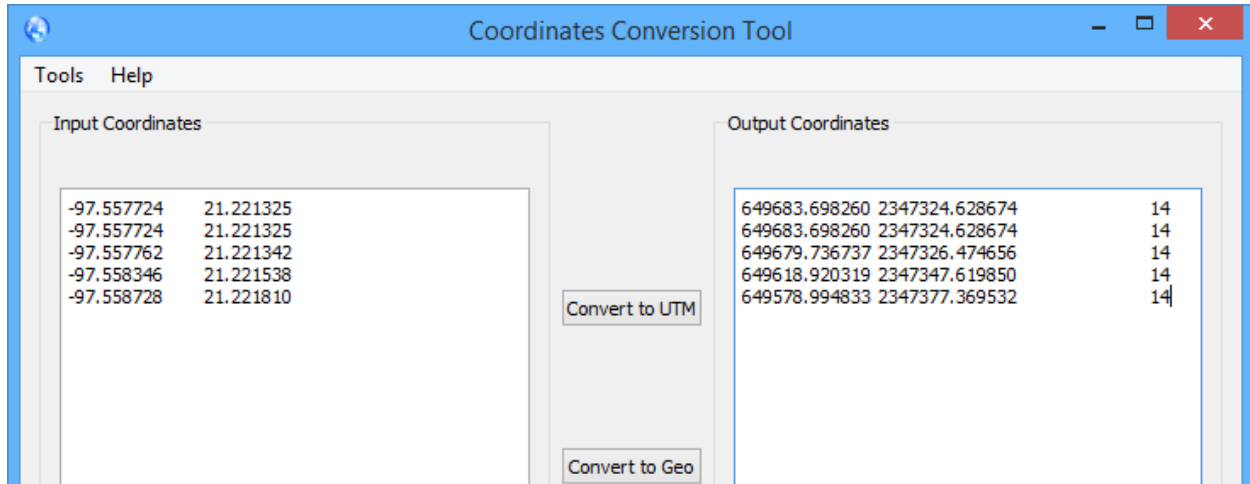 Coordinates Conversion Tool
Tools Help
Input Coordinates
-97.557724 21.221325
-97.557724 21.221325
-97.557762 21.221342
-97.558346 21.221538
-97.558728 21.221810
Convert to UTM
Convert to Geo
Output Coordinates
649683.698260 2347324.628674 14
649683.698260 2347324.628674 14
649679.736737 2347326.474656 14
649618.920319 2347347.619850 14
649578.994833 2347377.369532 14